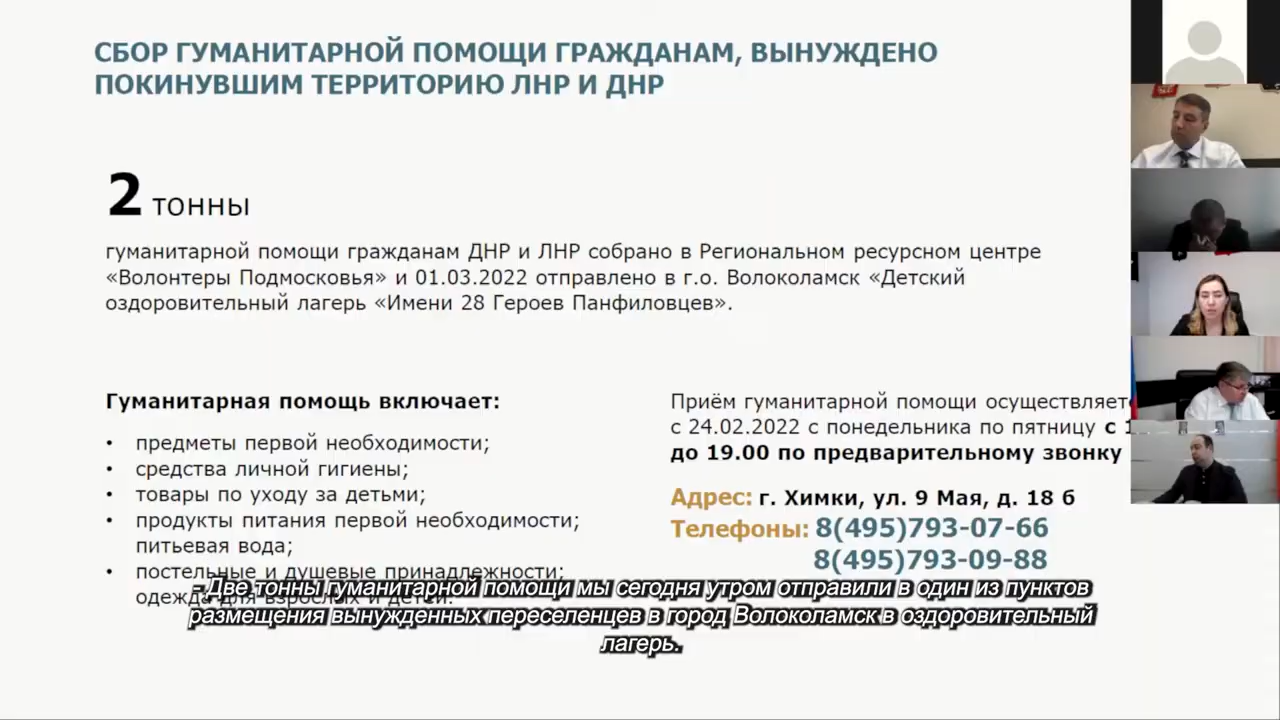 СБОР ГУМАНИТАРНОЙ ПОМОЩИ ГРАЖДАНАМ, ВЫНУЖДЕНО
ПОКИНУВШИМ ТЕРРИТОРИЮ ЛНР И ДНР
2 тонны
гуманитарной помощи гражданам ДНР и ЛНР собрано в Региональном ресурсном центре
«Волонтеры Подмосковья» и 01.03.2022 отправлено в г.о. Волоколамск «Детский
оздоровительный лагерь «Имени 28 Героев Панфиловцев».
Гуманитарная помощь включает:
• предметы первой необходимости;
• средства личной гигиены;
• товары по уходу за детьми;
• продукты питания первой необходимости;
питьевая вода;
• постельные и душевые принадлежности;
одежда для взрослых и детей.
Приём гуманитарной помощи
с 24.02.2022 с понедельника по пятницу с
до 19.00 по предварительному звонку
Адрес: г. Химки, ул. 9 Мая, д. 18 б
Телефоны: 8(495)793-07-66
8(495)793-09-88
- Две тонны гуманитарной помощи мы сегодня утром отправили в один из пунктов
размещения вынужденных переселенцев в город Волоколамск в оздоровительный
лагерь.